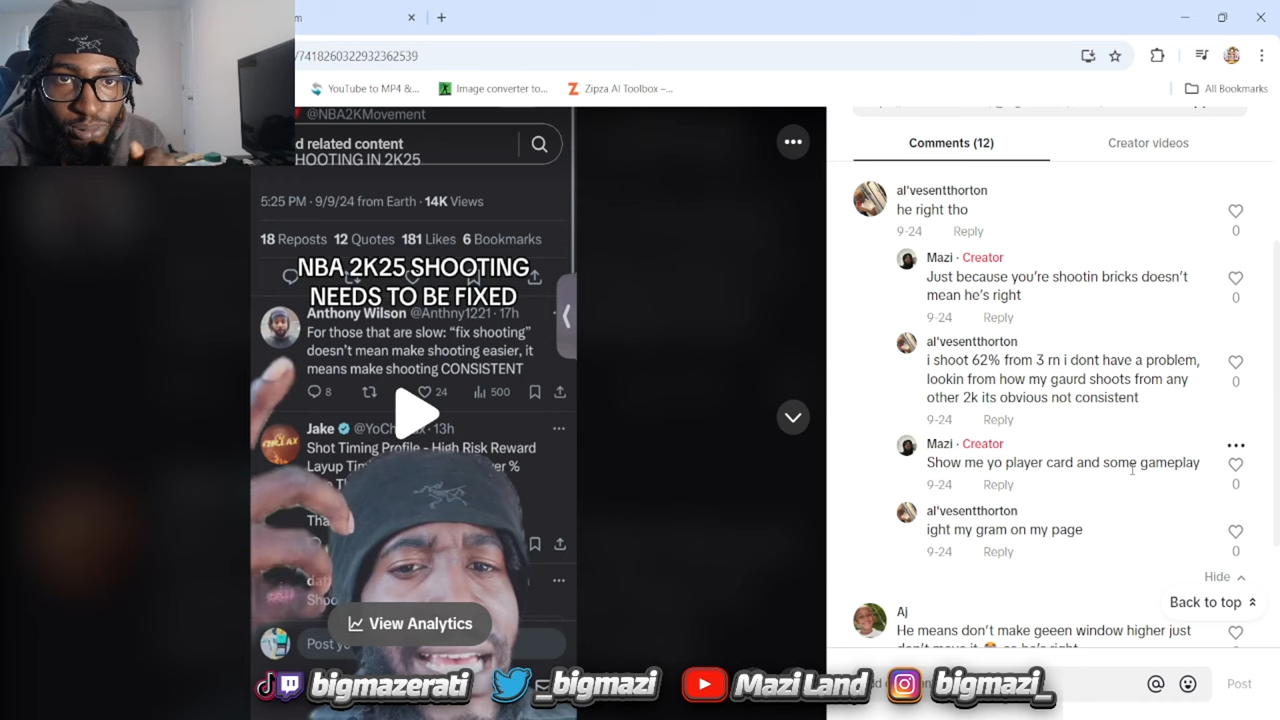 m
/7418260322932362539
YouTube to MP4 &...
Image converter to...
Zipza AI Toolbox –...
All Bookmarks
@NBA2KMovement
d related content
HOOTING IN 2K25
5:25 PM · 9/9/24 from Earth · 14K Views
18 Reposts 12 Quotes 181 Likes 6 Bookmarks
NBA 2K25 SHOOTING
NEEDS TO BE FIXED
Anthony Wilson @Anthny1221 · 17h
For those that are slow: “fix shooting”
doesn’t mean make shooting easier, it
means make shooting CONSISTENT
8
24
500
Jake
13h
Shot Timing Profile - High Risk Reward
Layup
%
View Analytics
Comments (12)
Creator videos
al'vesentthorton
he right tho
9-24 Reply
0
Mazi · Creator
Just because you’re shootin bricks doesn’t
mean he’s right
9-24 Reply
0
al'vesentthorton
i shoot 62% from 3 rn i dont have a problem,
lookin from how my gaurd shoots from any
other 2k its obvious not consistent
9-24 Reply
0
Mazi · Creator
Show me yo player card and some gameplay
9-24 Reply
0
al'vesentthorton
ight my gram on my page
9-24 Reply
0
Hide
Back to top
Aj
He means don’t make geeen window higher just
Post
bigmazerati
_bigmazi
Mazi Land
bigmazi_